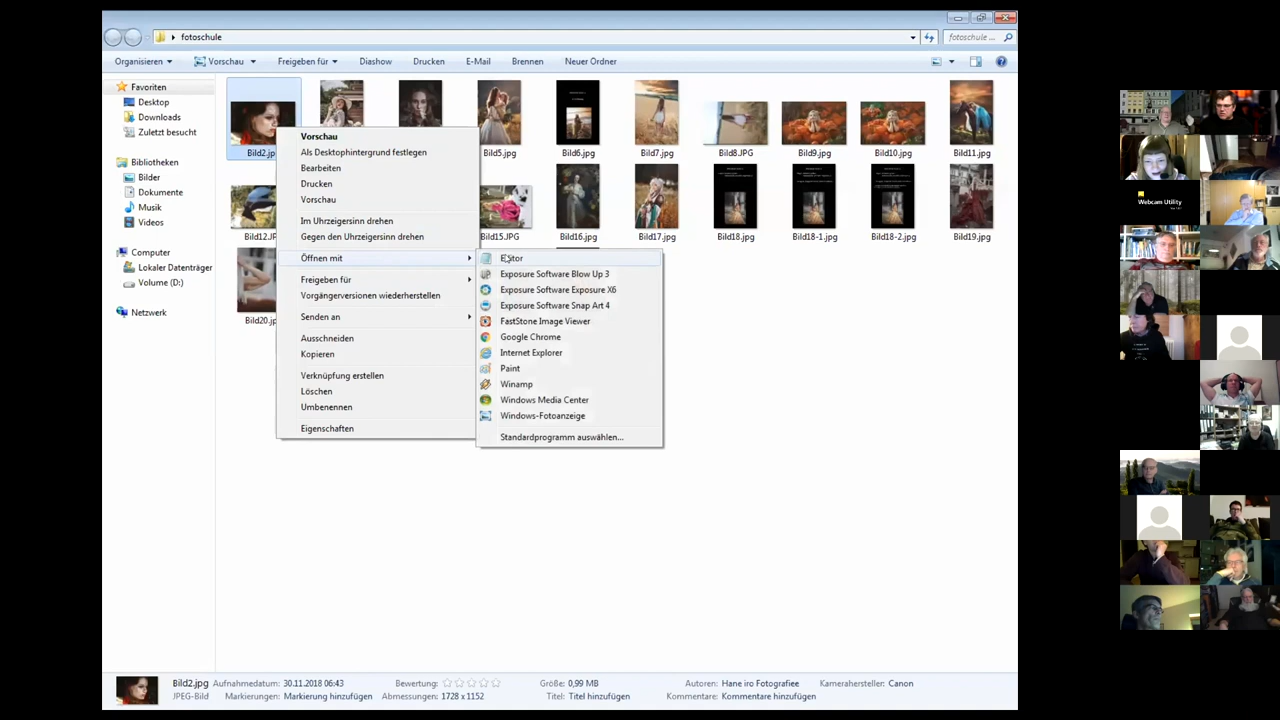 fotoschule
fotoschule ...
Organisieren
Vorschau
Freigeben für
Diashow
Drucken
E-Mail
Brennen
Neuer Ordner
Favoriten
Desktop
Downloads
Zuletzt besucht
Bibliotheken
Bilder
Dokumente
Musik
Videos
Computer
Lokaler Datenträger
Volume (D:)
Netzwerk
Bild2.jp
Bild5.jpg
Bild6.jpg
Bild7.jpg
Bild8.JPG
Bild9.jpg
Bild10.jpg
Bild11.jpg
Bild12.JP
Bild15.JPG
Bild16.jpg
Bild17.jpg
Bild18.jpg
Bild18-1.jpg
Bild18-2.jpg
Bild19.jpg
Bild20.jp
Vorschau
Als Desktophintergrund festlegen
Bearbeiten
Drucken
Vorschau
Im Uhrzeigersinn drehen
Gegen den Uhrzeigersinn drehen
Öffnen mit
Freigeben für
Vorgängerversionen wiederherstellen
Senden an
Ausschneiden
Kopieren
Verknüpfung erstellen
Löschen
Umbenennen
Eigenschaften
Editor
Exposure Software Blow Up 3
Exposure Software Exposure X6
Exposure Software Snap Art 4
FastStone Image Viewer
Google Chrome
Internet Explorer
Paint
Winamp
Windows Media Center
Windows-Fotoanzeige
Standardprogramm auswählen...
Bild2.jpg Aufnahmedatum: 30.11.2018 06:43 Bewertung: Größe: 0,99 MB Autoren: Hane iro Fotografiee Kamerahersteller: Canon
JPEG-Bild Markierungen: Markierung hinzufügen Abmessungen: 1728 x 1152 Titel: Titel hinzufügen Kommentare: Kommentare hinzufügen
Webcam Utility